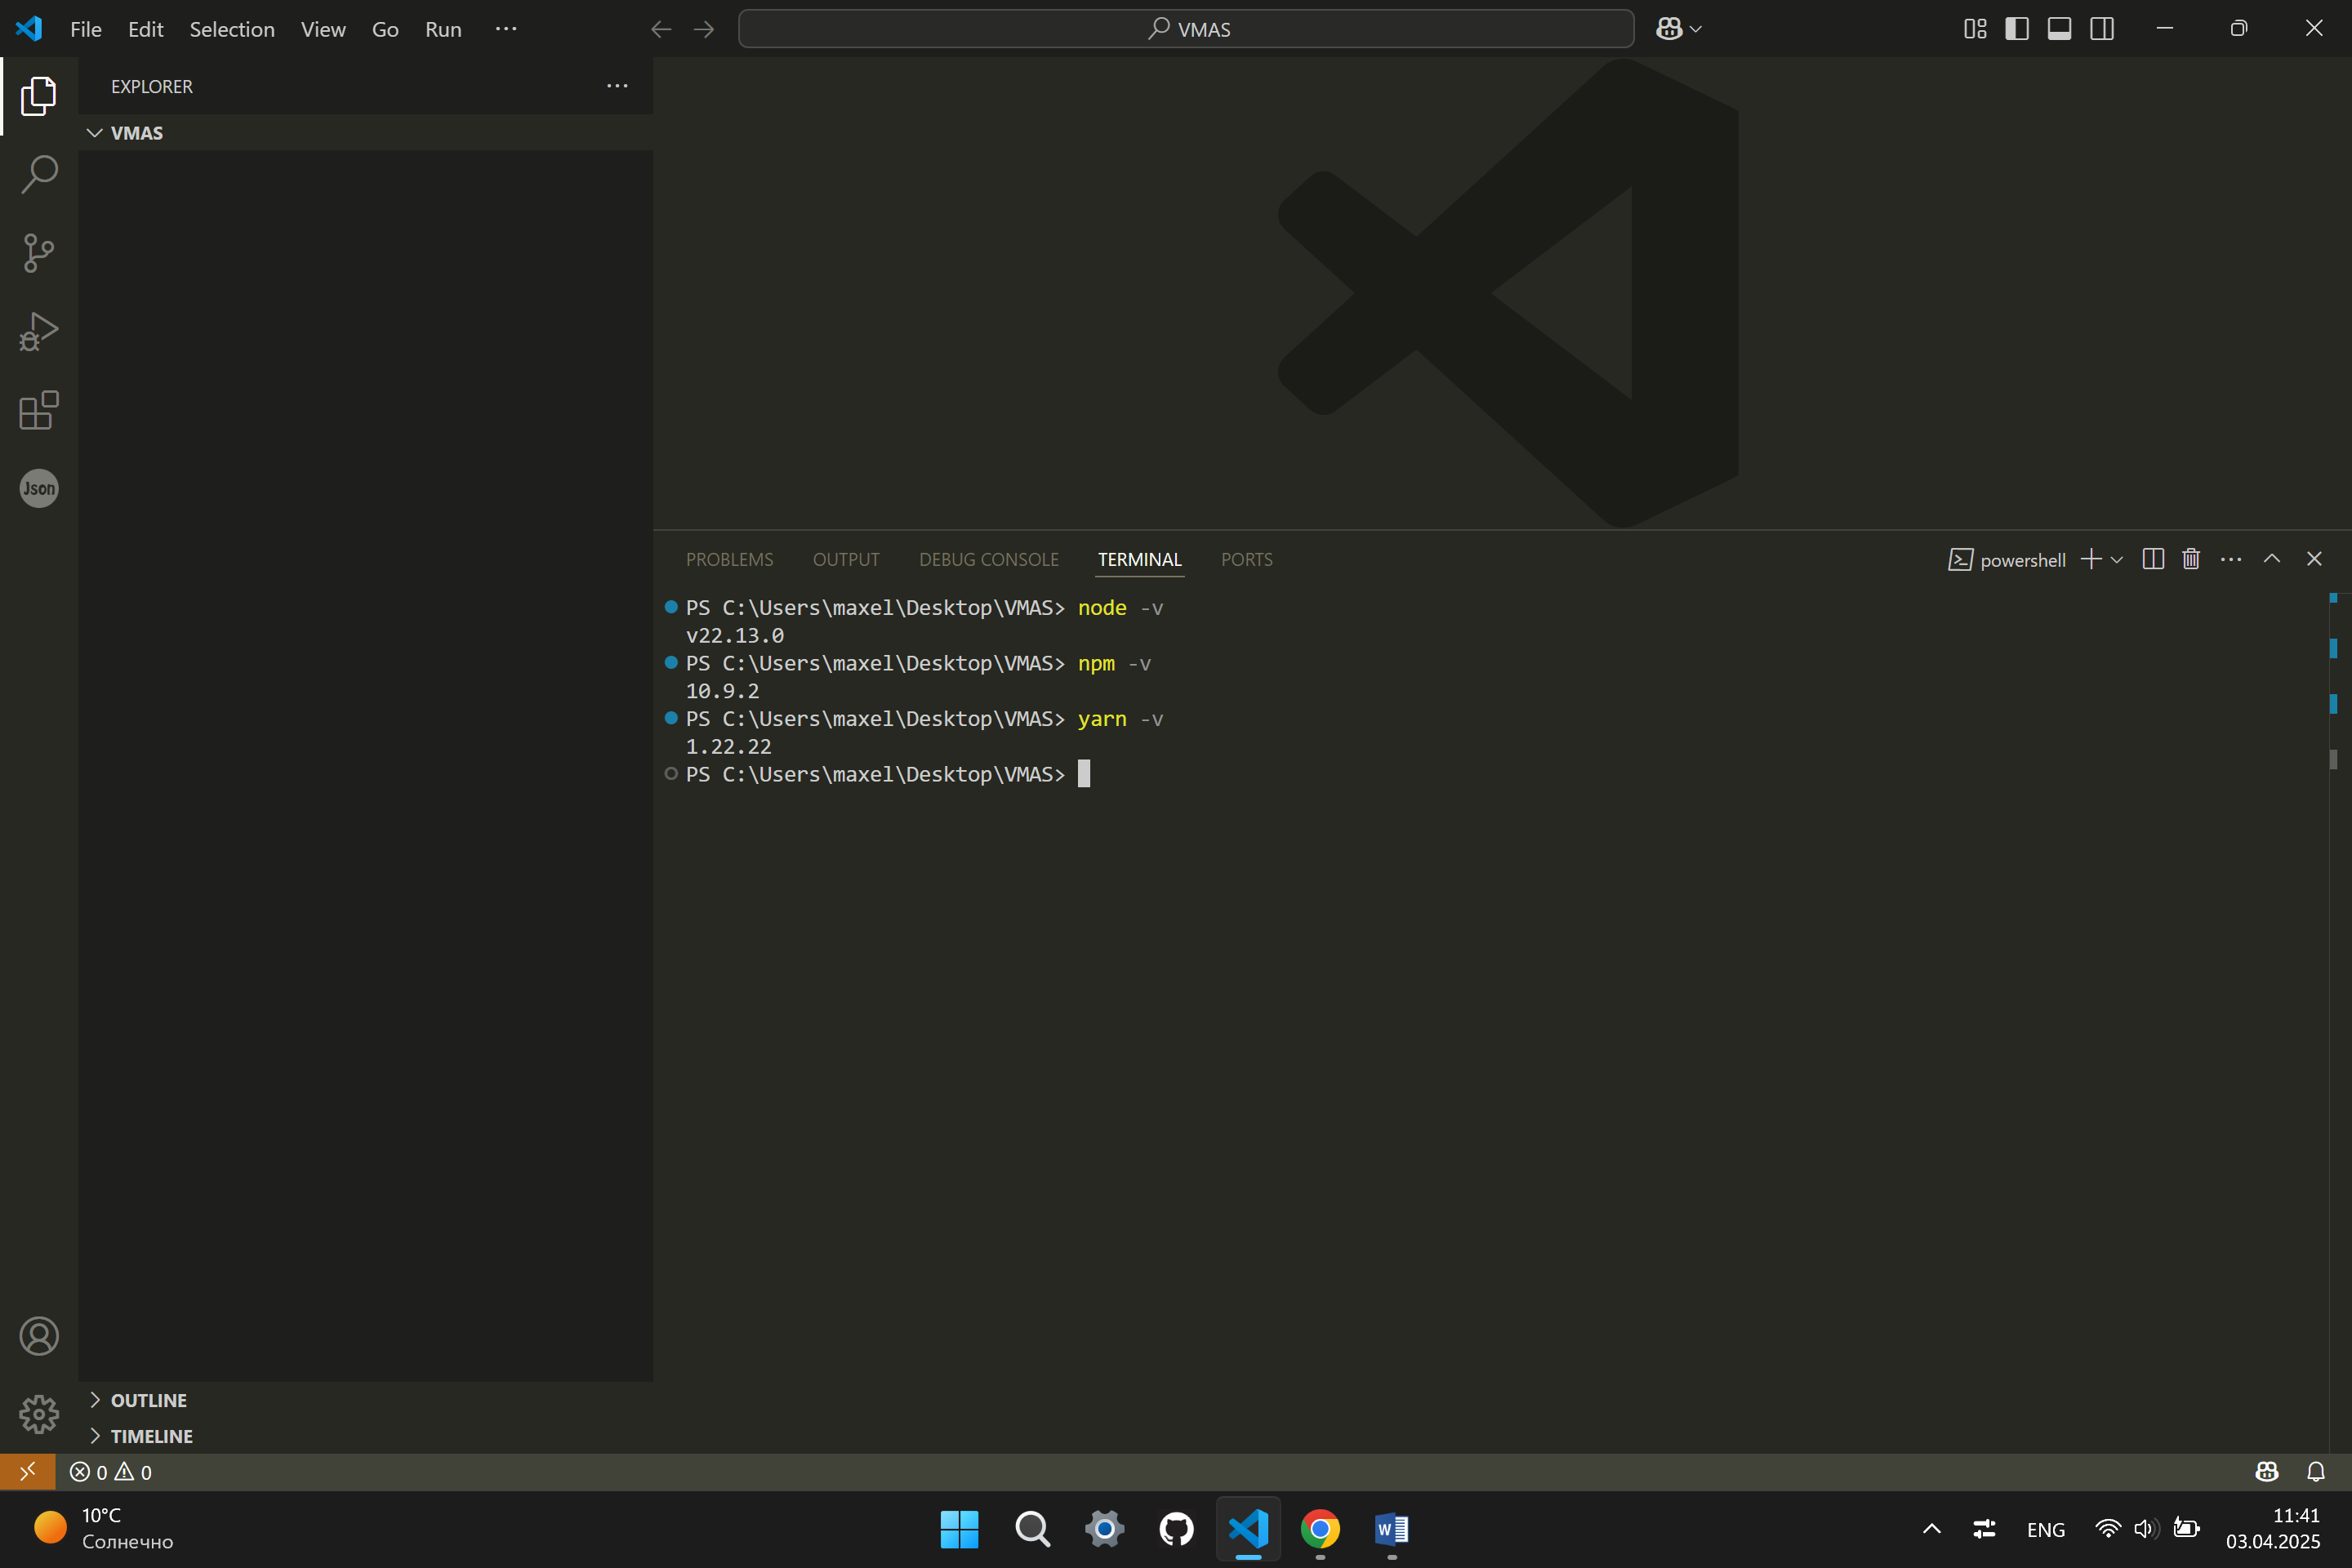 File Edit Selection View Go Run ···
VMAS
EXPLORER
VMAS
Json
PROBLEMS OUTPUT DEBUG CONSOLE TERMINAL PORTS
powershell
PS C:\Users\maxel\Desktop\VMAS> node -v
v22.13.0
PS C:\Users\maxel\Desktop\VMAS> npm -v
10.9.2
PS C:\Users\maxel\Desktop\VMAS> yarn -v
1.22.22
PS C:\Users\maxel\Desktop\VMAS>
OUTLINE
TIMELINE
0 0
10°C
Солнечно
W
ENG
11:41
03.04.2025